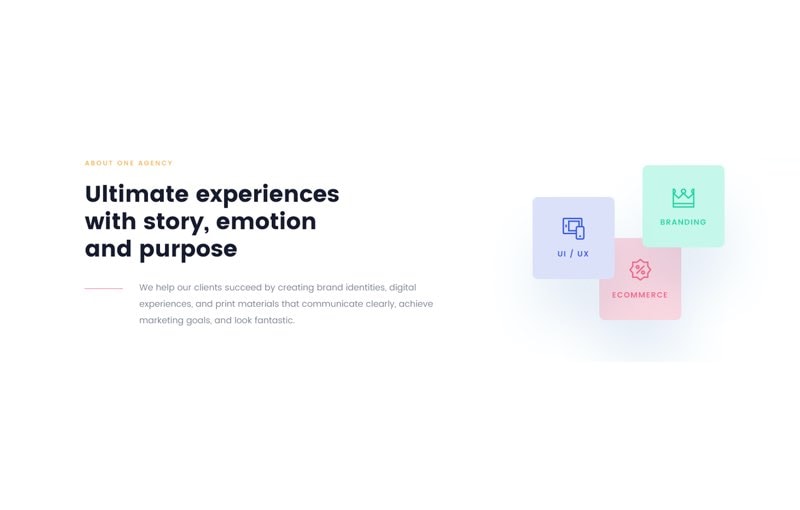 ABOUT ONE AGENCY
Ultimate experiences
with story, emotion
and purpose
We help our clients succeed by creating brand identities, digital
experiences, and print materials that communicate clearly, achieve
marketing goals, and look fantastic.
BRANDING
UI / UX
ECOMMERCE